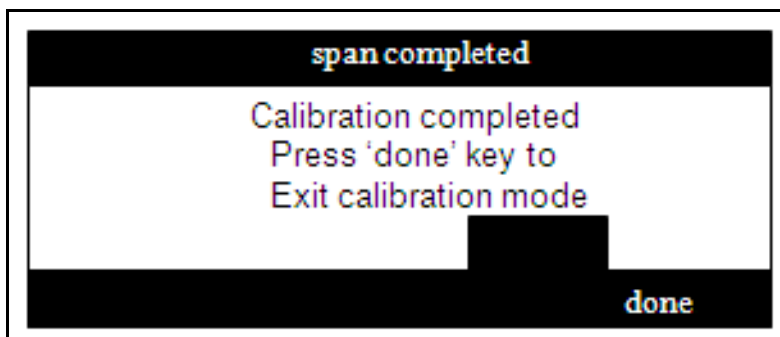 span completed
Calibration completed
Press ‘done’ key to
Exit calibration mode
done